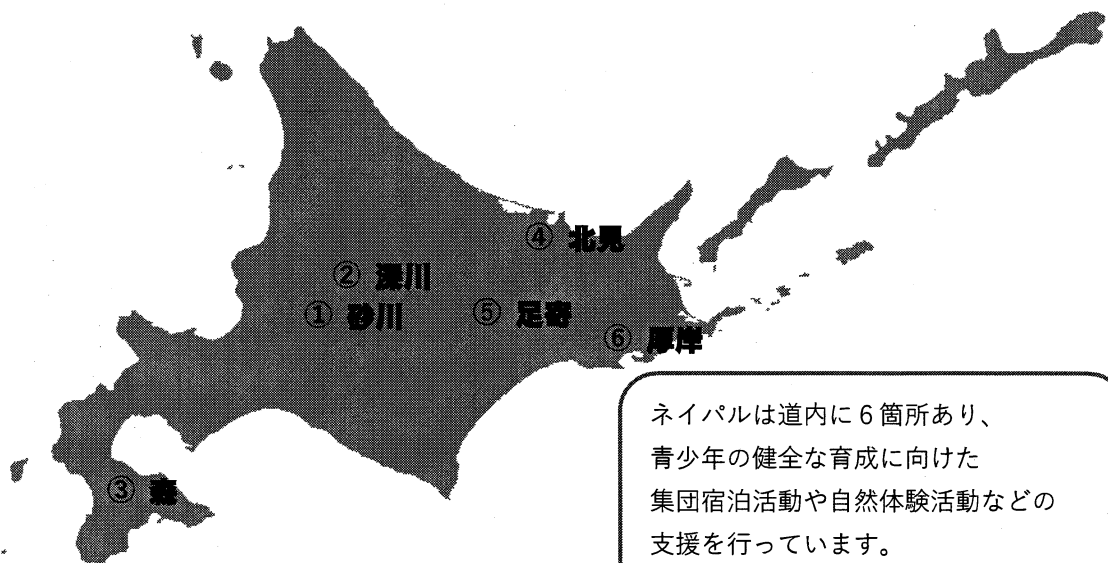 ④ 北見
② 深川
① 砂川
⑤ 足寄
⑥ 厚岸
③ 森
ネイパルは道内に6箇所あり、
青少年の健全な育成に向けた
集団宿泊活動や自然体験活動などの
支援を行っています。